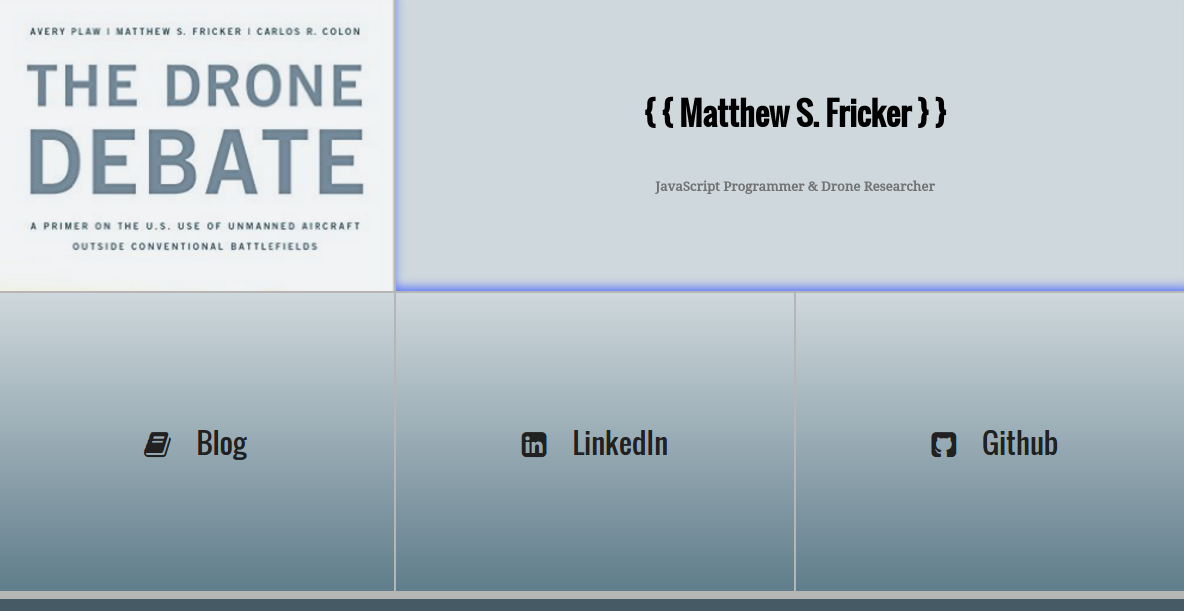 AVERY PLAW | MATTHEW S. FRICKER | CARLOS R. COLON
THE DRONE
DEBATE
A PRIMER ON THE U.S. USE OF UNMANNED AIRCRAFT
OUTSIDE CONVENTIONAL BATTLEFIELDS
{ { Matthew S. Fricker } }
JavaScript Programmer & Drone Researcher
Blog
LinkedIn
Github